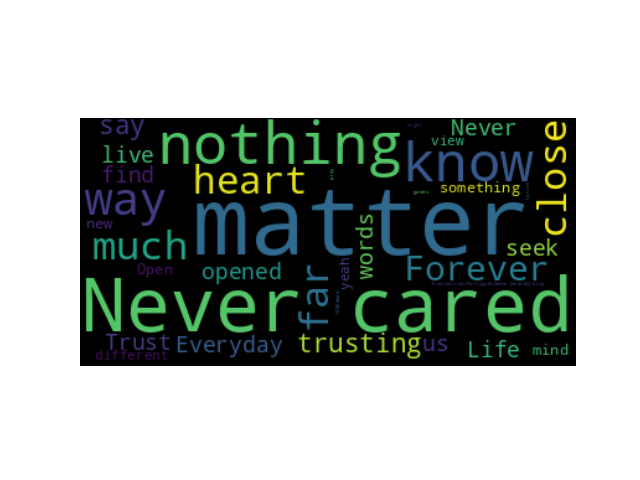 say
nothing
Never
close
live
view
know
find
heart
something
way
matter
new
words
much
seek
yeah
Open
opened
far
Forever
Never cared
Trust
Everyday
trusting
us
Life
mind
different